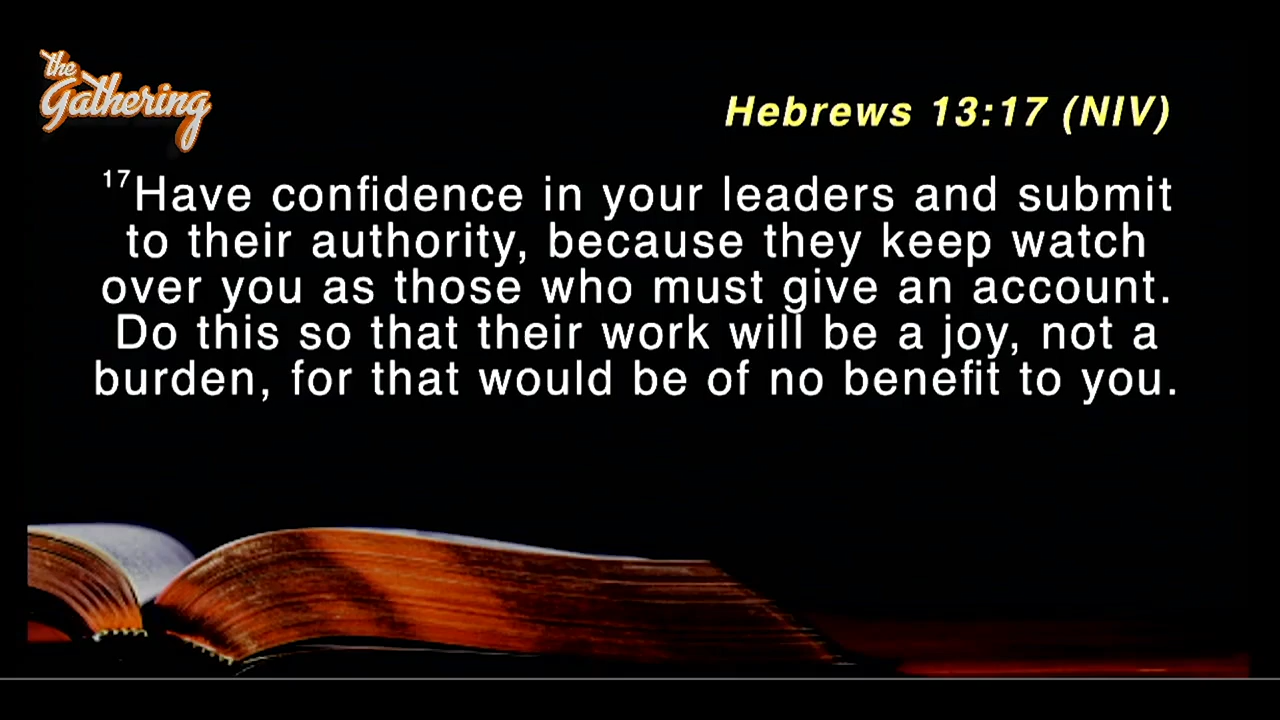 the
Gathering
Hebrews 13:17 (NIV)
17Have confidence in your leaders and submit
to their authority, because they keep watch
over you as those who must give an account.
Do this so that their work will be a joy, not a
burden, for that would be of no benefit to you.